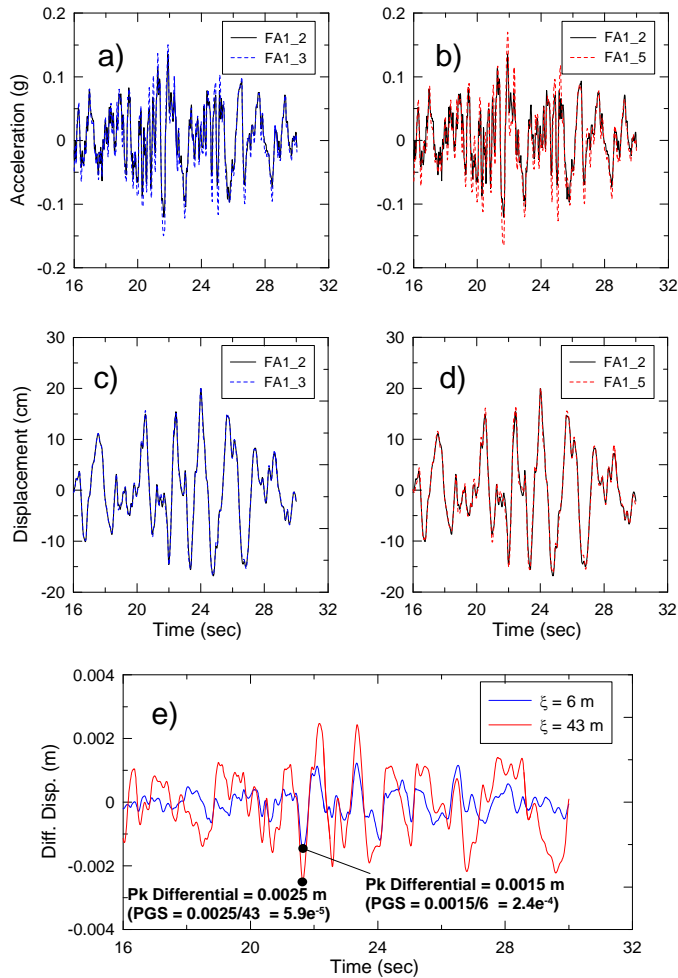 a)
FA1_2
FA1_3
Acceleration (g)
0.2
0.1
0
-0.1
-0.2
16 20 24 28 32
b)
FA1_2
FA1_5
0.2
0.1
0
-0.1
-0.2
16 20 24 28 32
c)
FA1_2
FA1_3
Displacement (cm)
30
20
10
0
-10
-20
16 20 24 28 32
Time (sec)
d)
FA1_2
FA1_5
30
20
10
0
-10
-20
16 20 24 28 32
Time (sec)
e)
ξ = 6 m
ξ = 43 m
Diff. Disp. (m)
0.004
0.002
0
-0.002
-0.004
Pk Differential = 0.0025 m
(PGS = 0.0025/43 = 5.9e⁻⁵)
Pk Differential = 0.0015 m
(PGS = 0.0015/6 = 2.4e⁻⁴)
16 20 24 28 32
Time (sec)